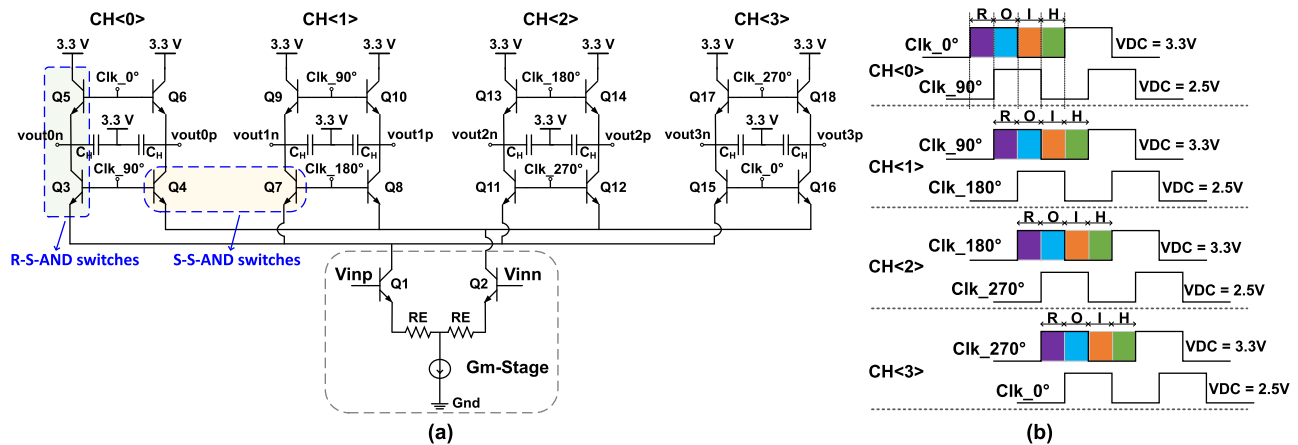 CH<0> CH<1> CH<2> CH<3>
3.3 V 3.3 V 3.3 V 3.3 V 3.3 V 3.3 V 3.3 V 3.3 V
Clk_0° Clk_90° Clk_180° Clk_270°
Q5 Q6 Q9 Q10 Q13 Q14 Q17 Q18
vout0n 3.3 V vout0p vout1n 3.3 V vout1p vout2n 3.3 V vout2p vout3n 3.3 V vout3p
CH CH CH CH CH CH CH CH
Clk_90° Clk_180° Clk_270° Clk_0°
Q3 Q4 Q7 Q8 Q11 Q12 Q15 Q16
R-S-AND switches S-S-AND switches
Vinp Vinn
Q1 Q2
RE RE
Gm-Stage
Gnd
(a)
R O I H
Clk_0° VDC = 3.3V
CH<0>
Clk_90° VDC = 2.5V
R O I H
Clk_90° VDC = 3.3V
CH<1>
Clk_180° VDC = 2.5V
R O I H
Clk_180° VDC = 3.3V
CH<2>
Clk_270° VDC = 2.5V
R O I H
Clk_270° VDC = 3.3V
CH<3>
Clk_0° VDC = 2.5V
(b)